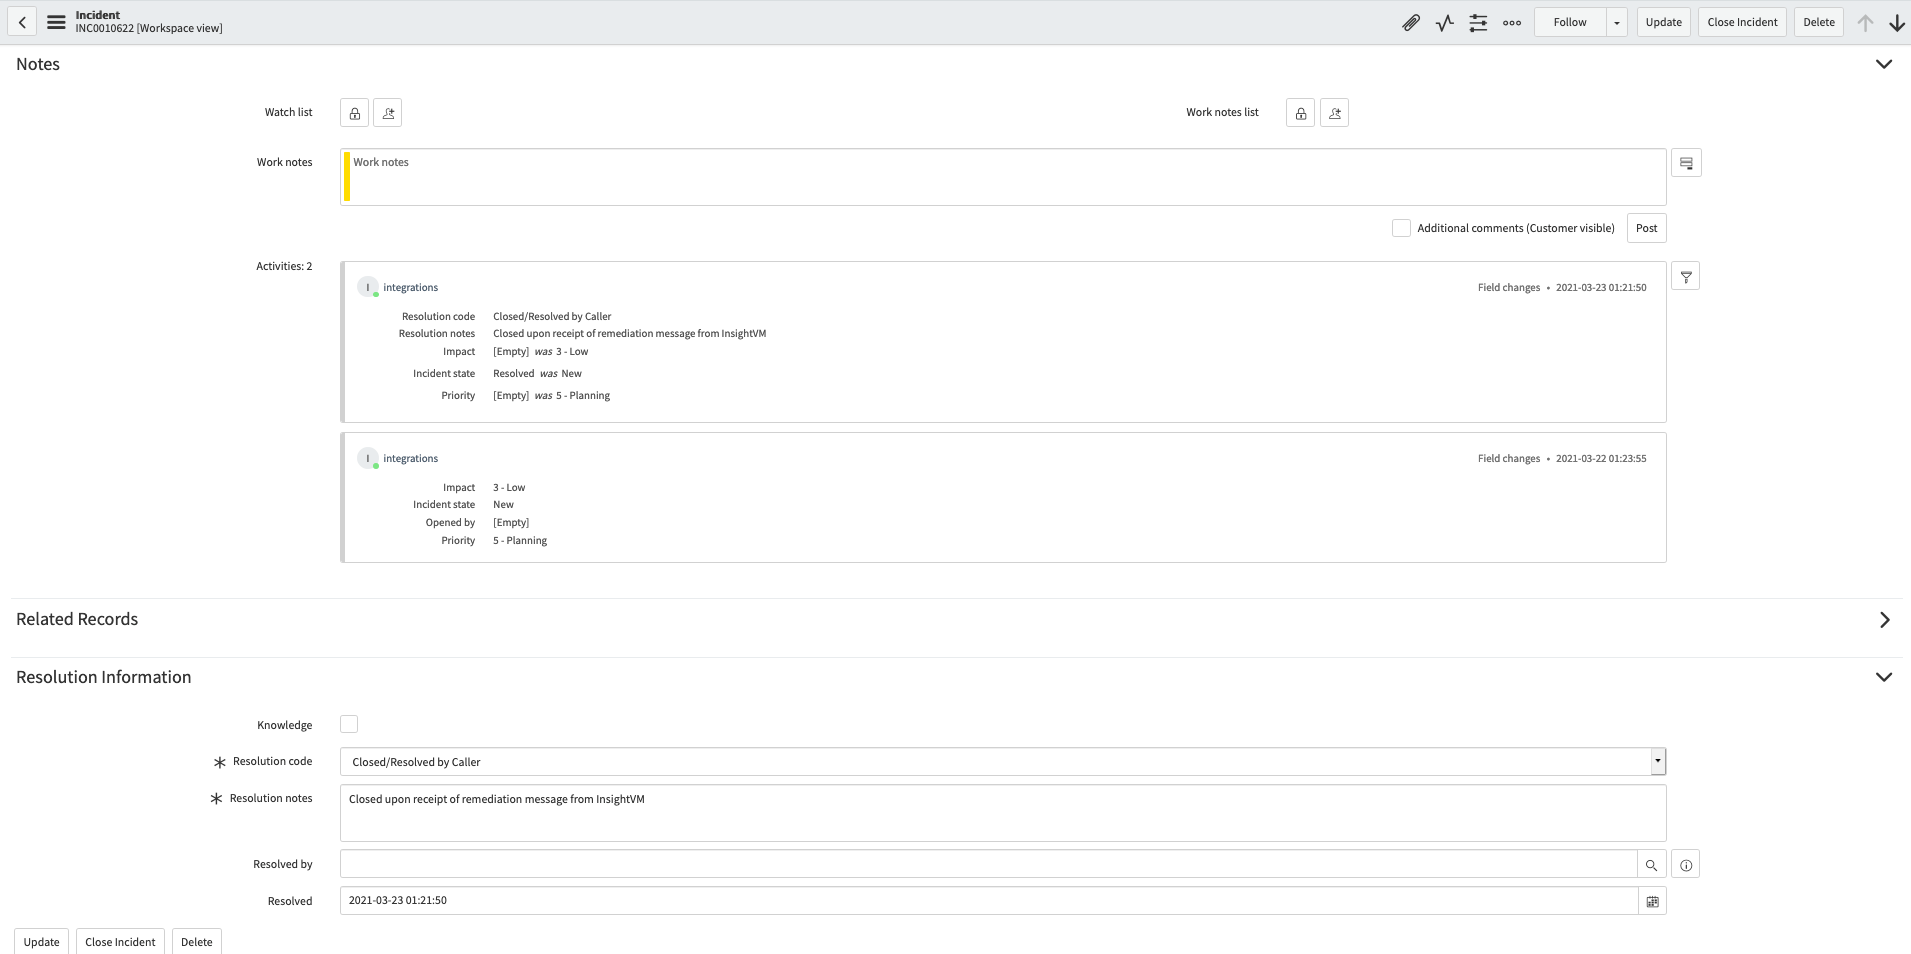 Incident
INC0010622 [Workspace view]
Follow
Update
Close Incident
Delete
Notes
Watch list
Work notes list
Work notes
Work notes
Additional comments (Customer visible)
Post
Activities: 2
I
integrations
Field changes • 2021-03-23 01:21:50
Resolution code Closed/Resolved by Caller
Resolution notes Closed upon receipt of remediation message from InsightVM
Impact [Empty] was 3 - Low
Incident state Resolved was New
Priority [Empty] was 5 - Planning
I
integrations
Field changes • 2021-03-22 01:23:55
Impact 3 - Low
Incident state New
Opened by [Empty]
Priority 5 - Planning
Related Records
Resolution Information
Knowledge
Resolution code Closed/Resolved by Caller
Resolution notes Closed upon receipt of remediation message from InsightVM
Resolved by
Resolved 2021-03-23 01:21:50
Update
Close Incident
Delete